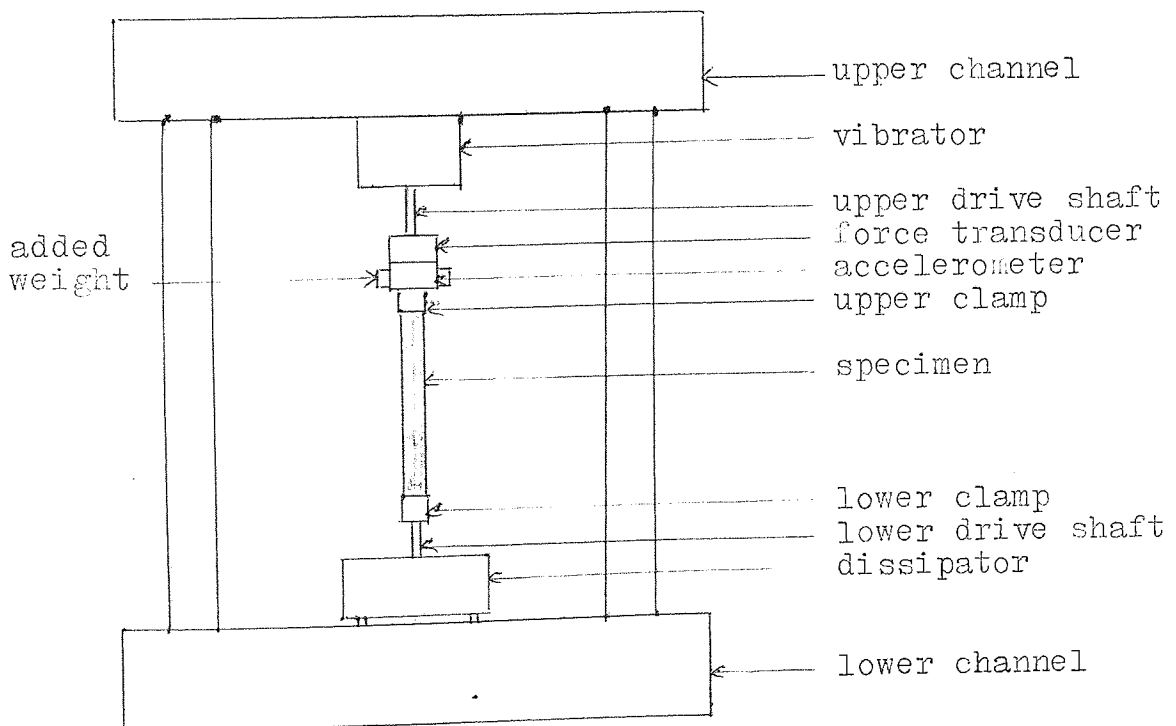 upper channel
vibrator
upper drive shaft
force transducer
added
weight
accelerometer
upper clamp
specimen
lower clamp
lower drive shaft
dissipator
lower channel